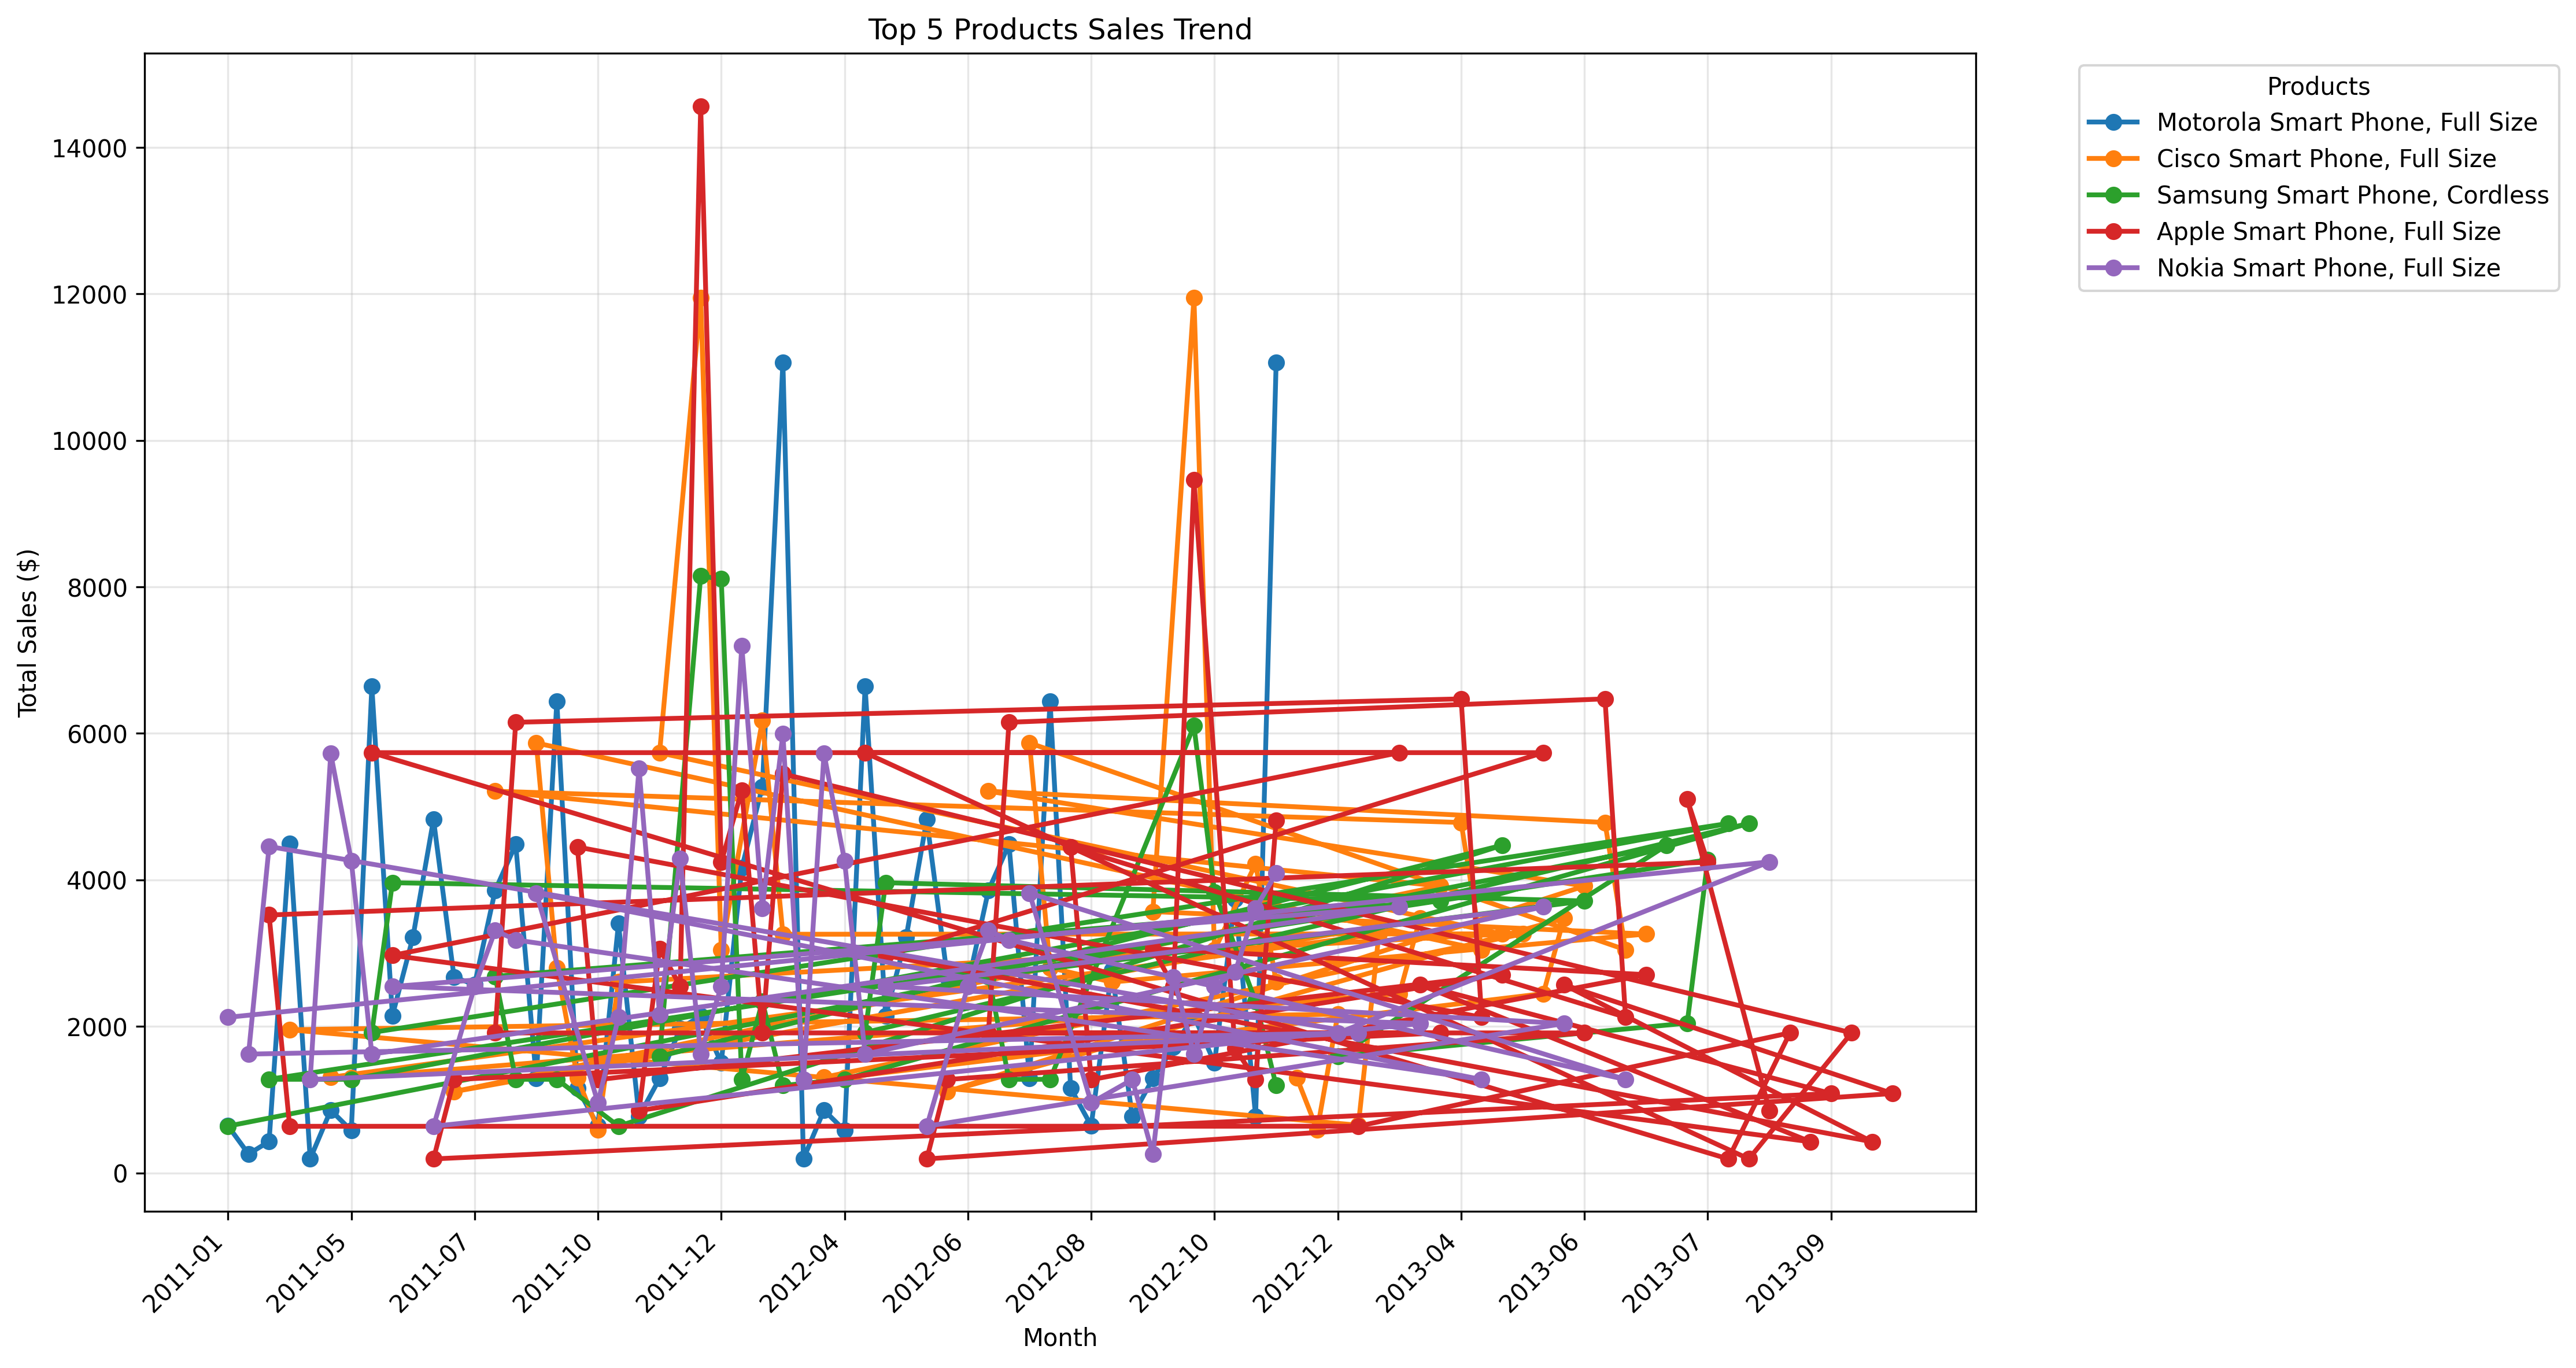 Top 5 Products Sales Trend
Products
Motorola Smart Phone, Full Size
Cisco Smart Phone, Full Size
Samsung Smart Phone, Cordless
Apple Smart Phone, Full Size
Nokia Smart Phone, Full Size
Total Sales ($)
14000
12000
10000
8000
6000
4000
2000
0
2011-01
2011-05
2011-07
2011-10
2011-12
2012-04
2012-06
2012-08
2012-10
2012-12
2013-04
2013-06
2013-07
2013-09
Month